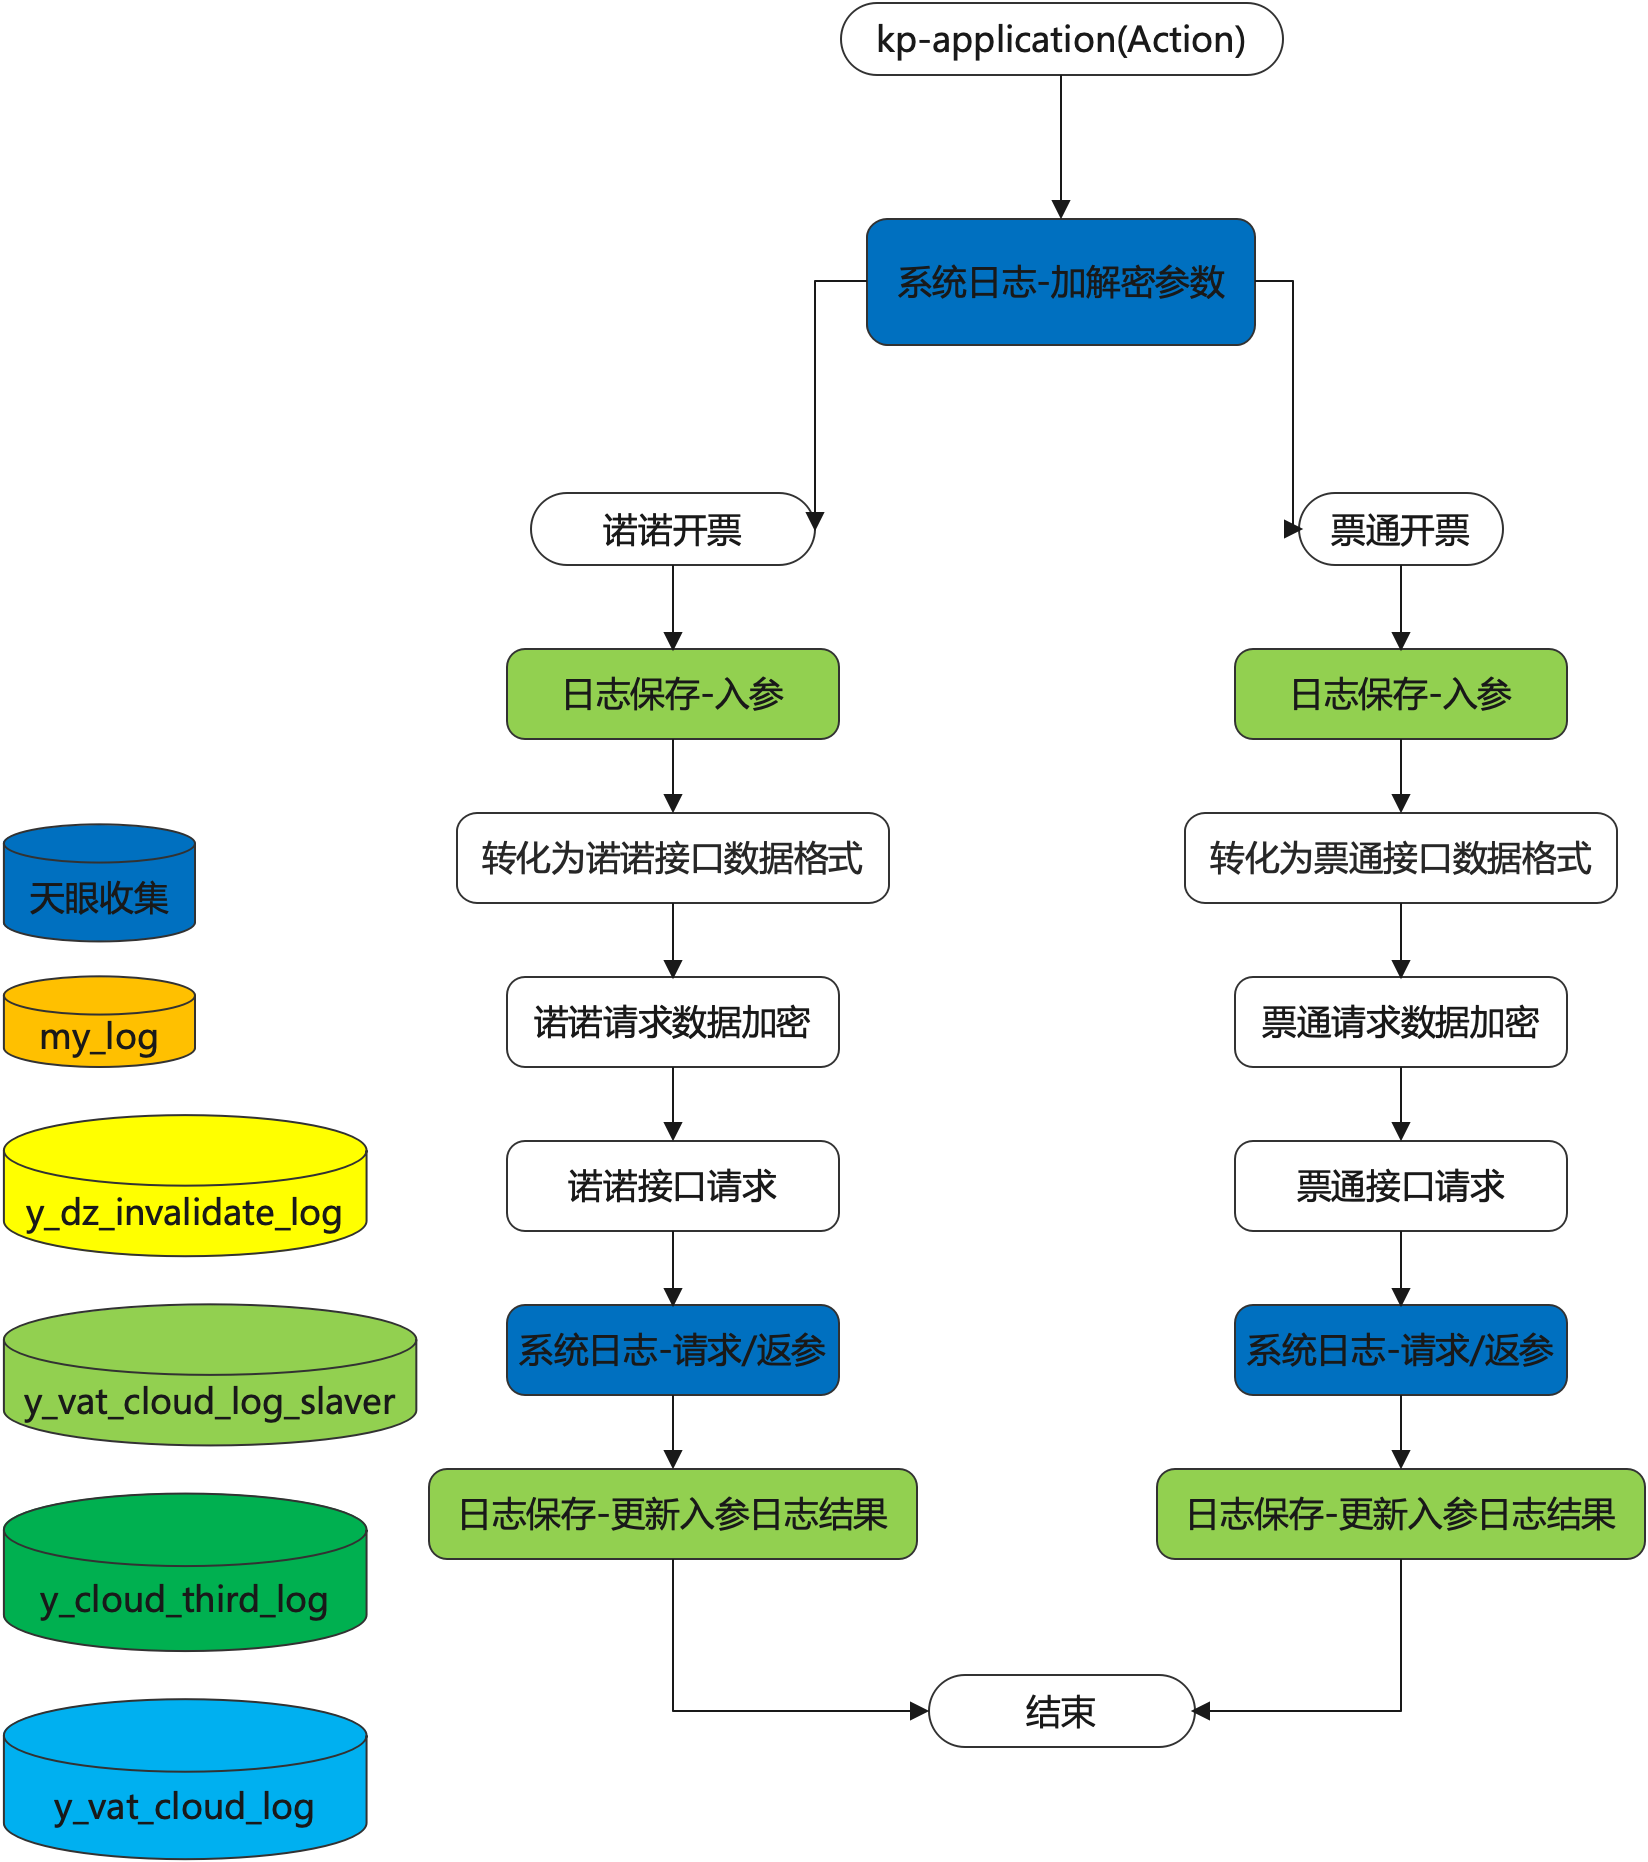 kp-application(Action)
系统日志-加解密参数
诺诺开票
票通开票
日志保存-入参
日志保存-入参
转化为诺诺接口数据格式
转化为票通接口数据格式
天眼收集
诺诺请求数据加密
票通请求数据加密
my_log
诺诺接口请求
票通接口请求
y_dz_invalidate_log
系统日志-请求/返参
系统日志-请求/返参
y_vat_cloud_log_slaver
日志保存-更新入参日志结果
日志保存-更新入参日志结果
y_cloud_third_log
结束
y_vat_cloud_log